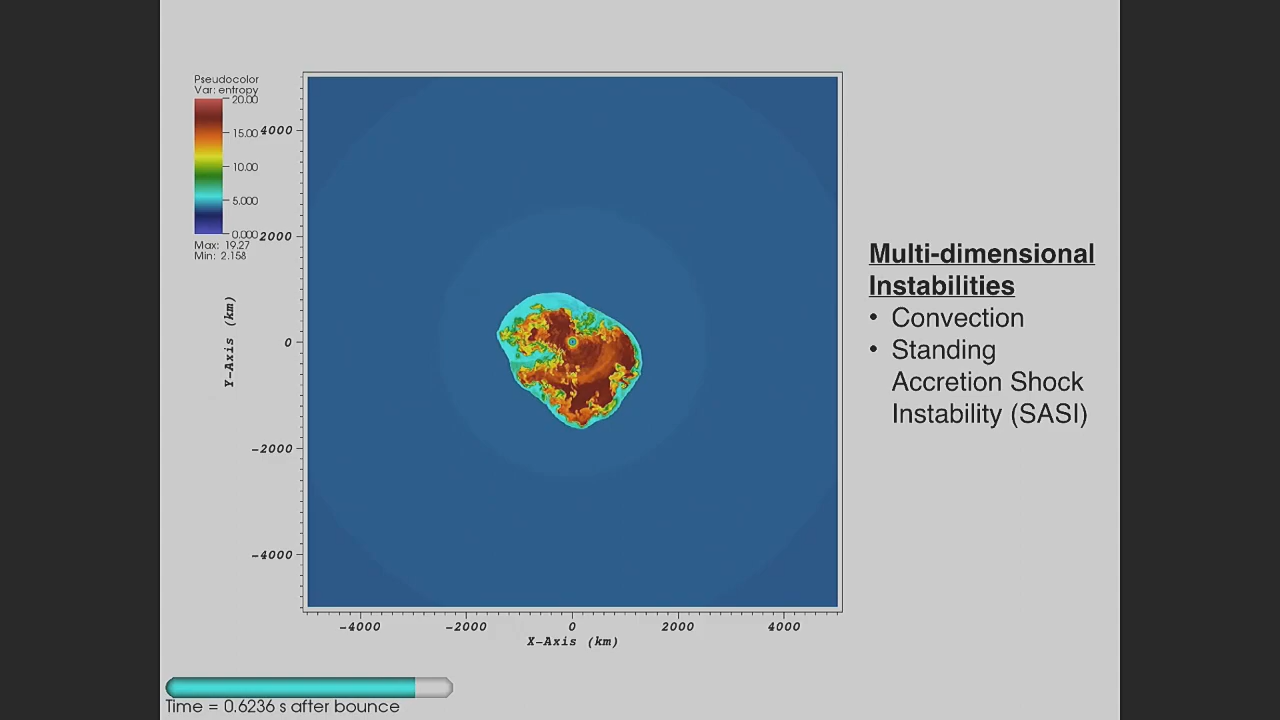 Pseudocolor
Var: entropy
20.00
15.00
10.00
5.000
0.000
Max: 19.27
Min: 2.158
4000
2000
0
-2000
-4000
Y-Axis (km)
-4000 -2000 0 2000 4000
X-Axis (km)
Multi-dimensional
Instabilities
• Convection
• Standing
Accretion Shock
Instability (SASI)
Time = 0.6236 s after bounce